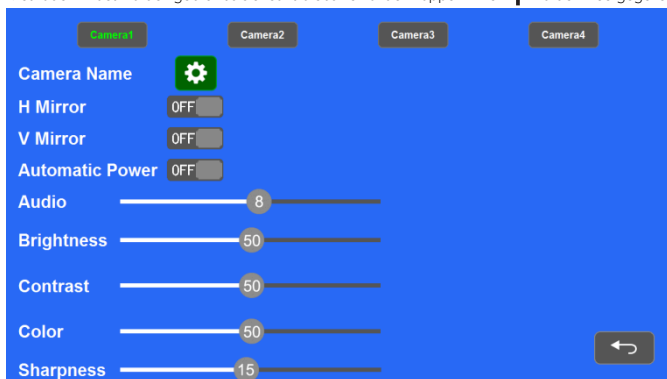 Camera1 Camera2 Camera3 Camera4
Camera Name
H Mirror OFF
V Mirror OFF
Automatic Power OFF
Audio 8
Brightness 50
Contrast 50
Color 50
Sharpness 15